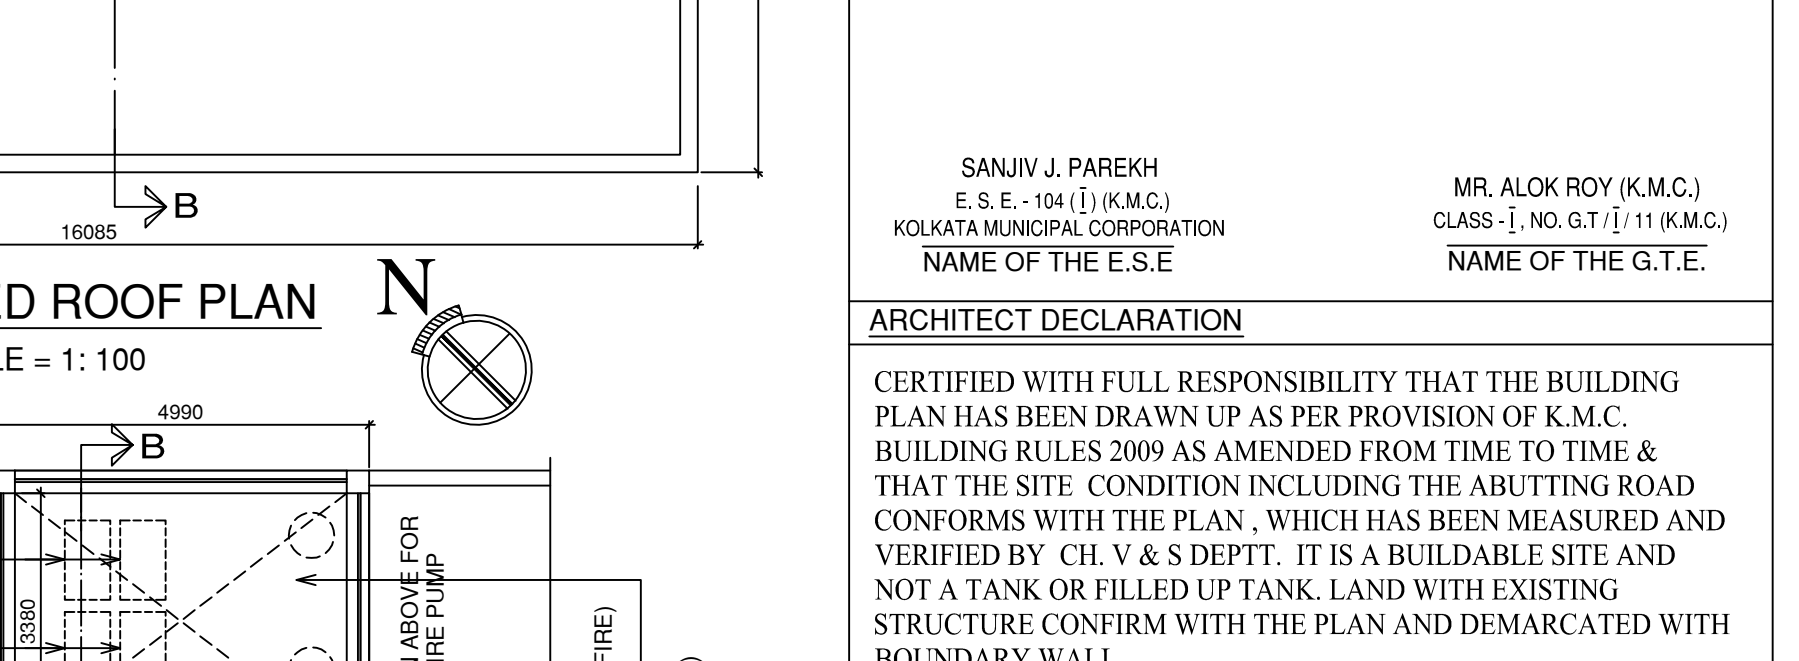 B
16085
ROOF PLAN
= 1: 100
N
4990
B
3380
ABOVE FOR
PUMP
FIRE)
SANJIV J. PAREKH
E. S. E. - 104 ( I ) (K.M.C.)
KOLKATA MUNICIPAL CORPORATION
NAME OF THE E.S.E
MR. ALOK ROY (K.M.C.)
CLASS - I , NO. G.T / I / 11 (K.M.C.)
NAME OF THE G.T.E.
ARCHITECT DECLARATION
CERTIFIED WITH FULL RESPONSIBILITY THAT THE BUILDING
PLAN HAS BEEN DRAWN UP AS PER PROVISION OF K.M.C.
BUILDING RULES 2009 AS AMENDED FROM TIME TO TIME &
THAT THE SITE CONDITION INCLUDING THE ABUTTING ROAD
CONFORMS WITH THE PLAN , WHICH HAS BEEN MEASURED AND
VERIFIED BY CH. V & S DEPTT. IT IS A BUILDABLE SITE AND
NOT A TANK OR FILLED UP TANK. LAND WITH EXISTING
STRUCTURE CONFIRM WITH THE PLAN AND DEMARCATED WITH
BOUNDARY WALL